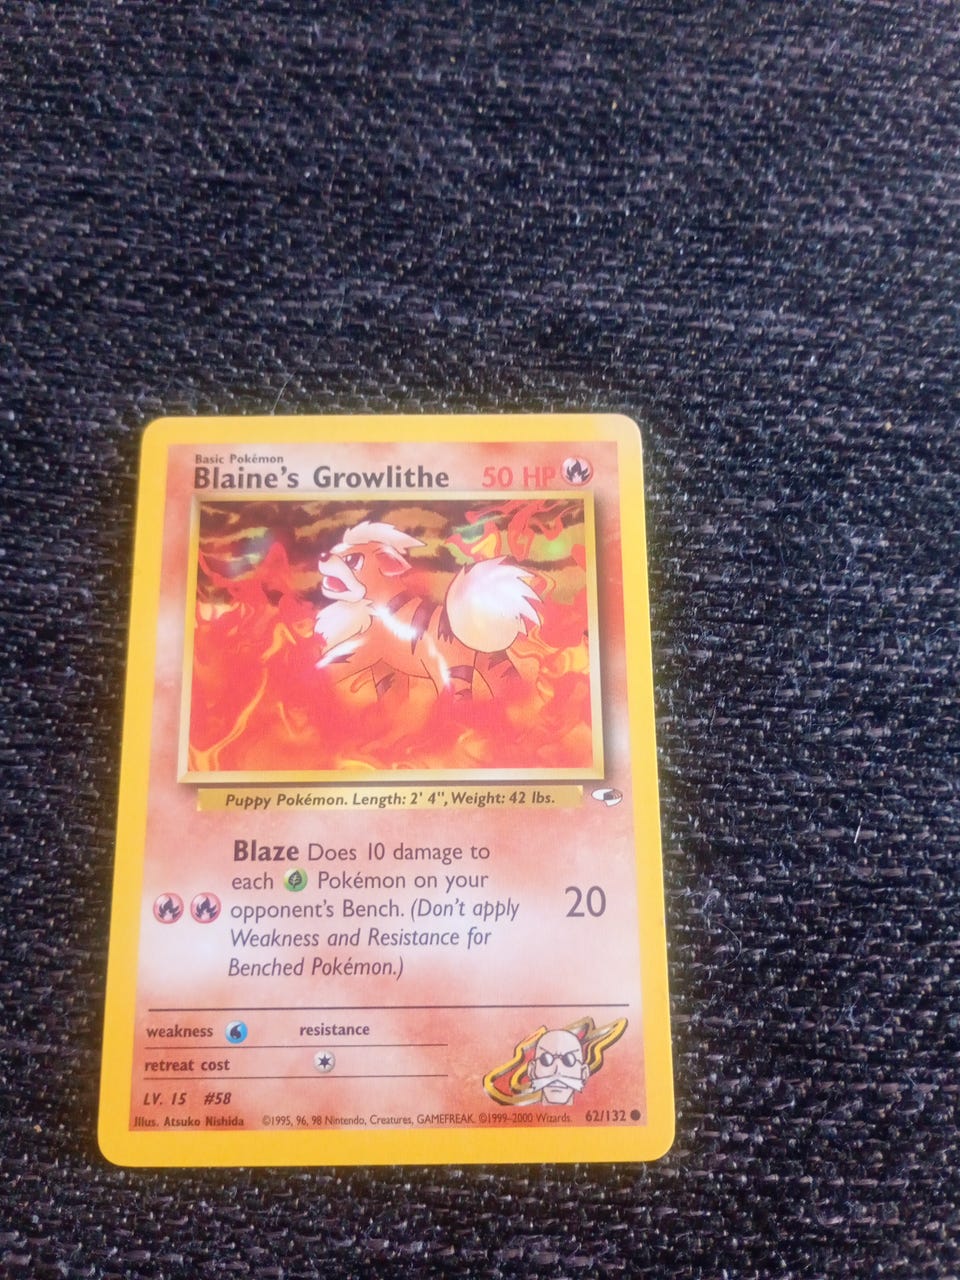 Basic Pokémon
Blaine's Growlithe 50 HP
Puppy Pokémon. Length: 2' 4", Weight: 42 lbs.
Blaze Does 10 damage to
each Pokémon on your
opponent's Bench. (Don't apply
Weakness and Resistance for
Benched Pokémon.)
20
weakness resistance
retreat cost
LV. 15 #58
Illus. Atsuko Nishida ©1995, 96, 98 Nintendo, Creatures, GAMEFREAK. ©1999–2000 Wizards. 62/132